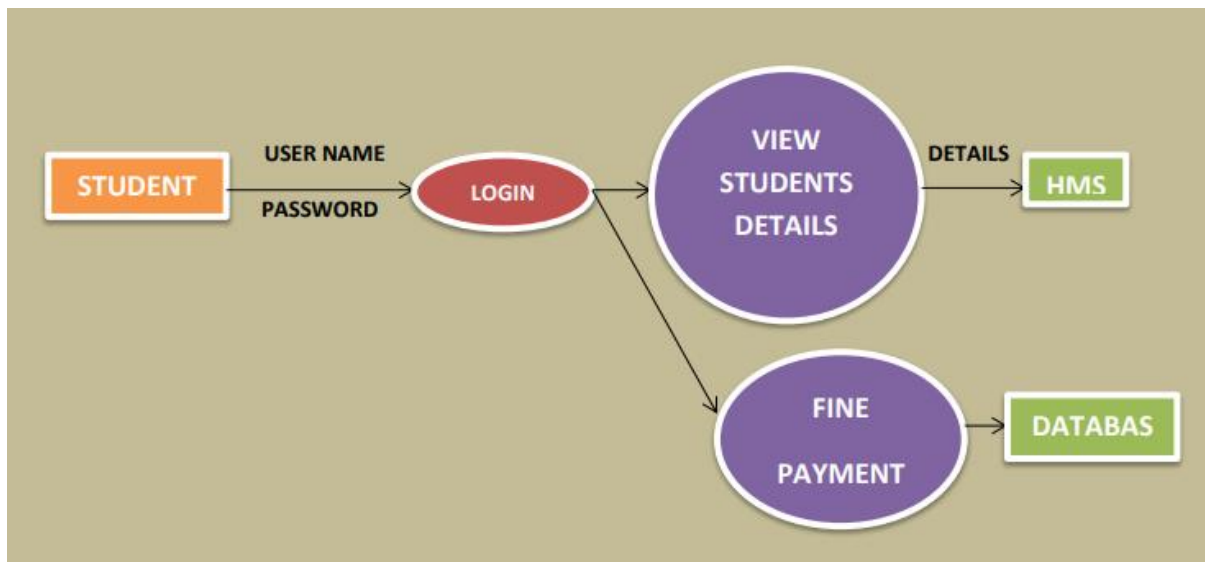 STUDENT
USER NAME
PASSWORD
LOGIN
VIEW
STUDENTS
DETAILS
DETAILS
HMS
FINE
PAYMENT
DATABAS